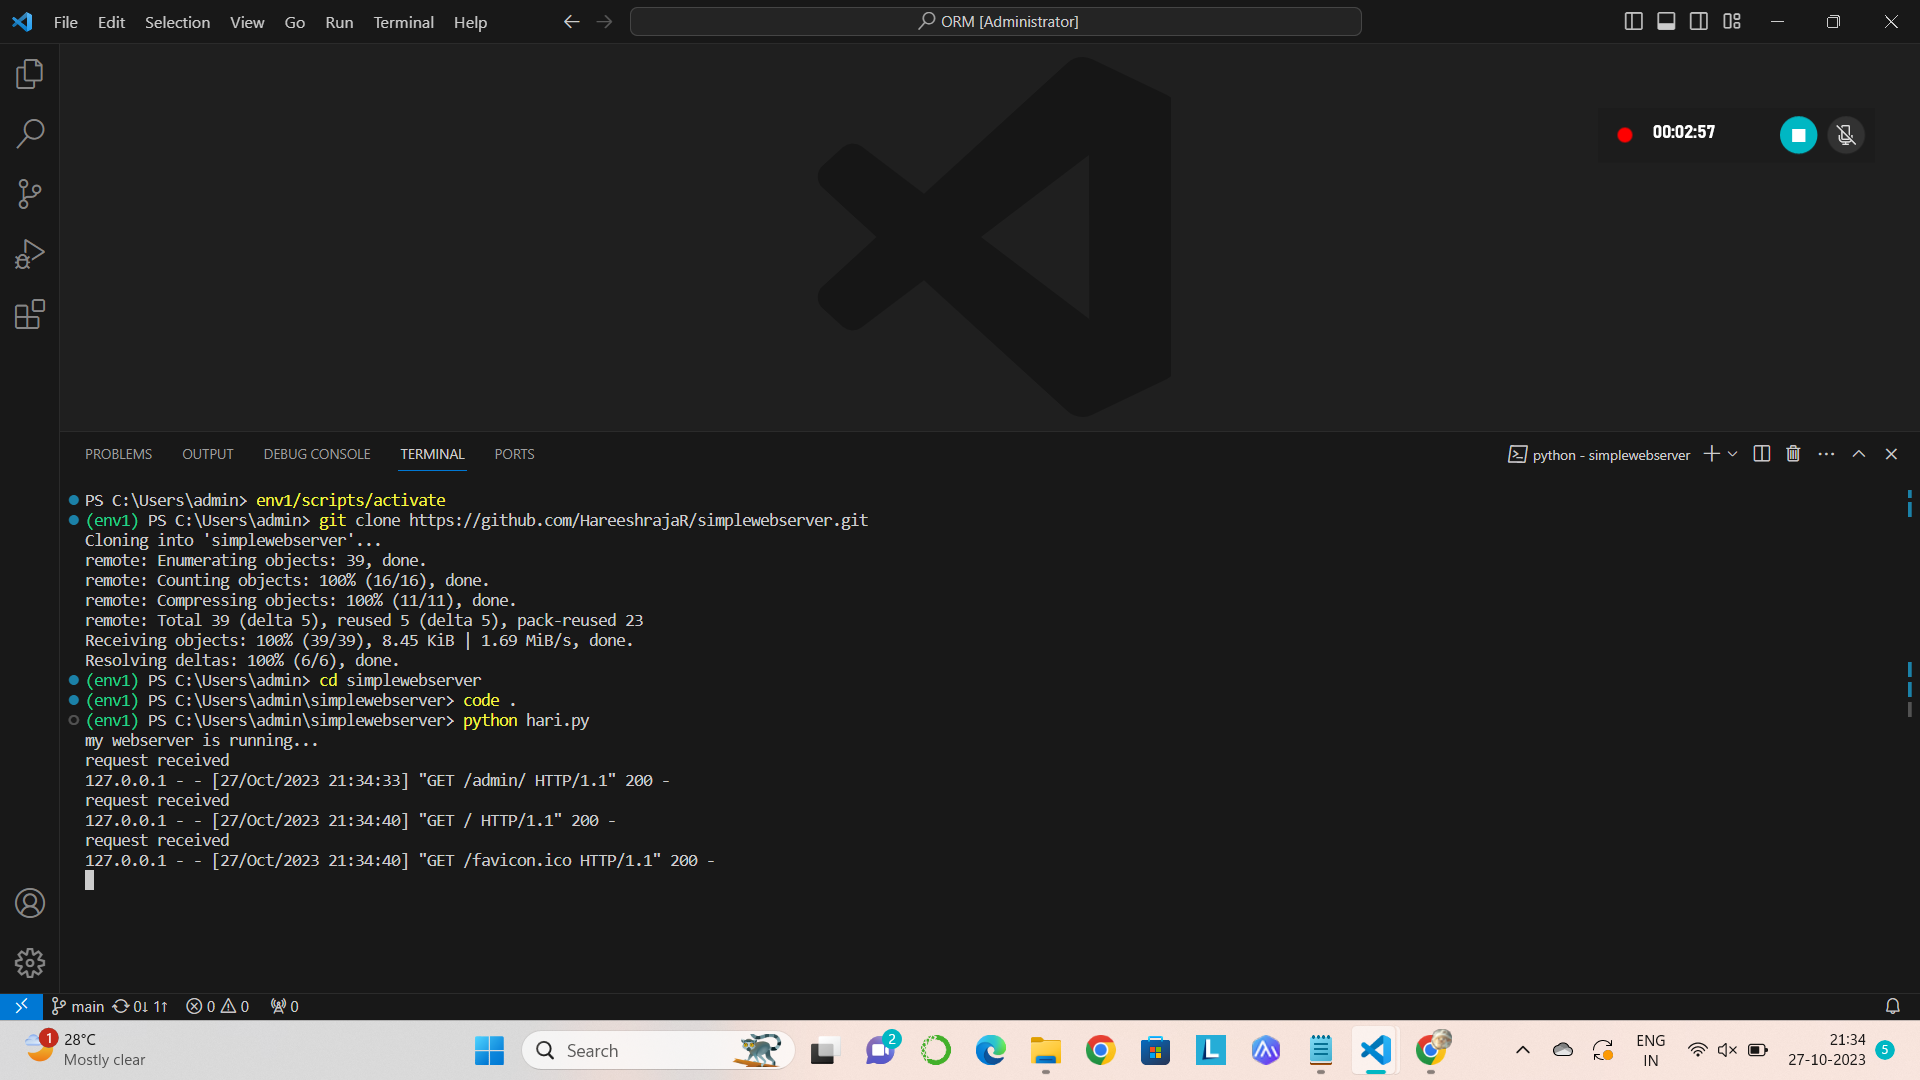 File Edit Selection View Go Run Terminal Help
ORM [Administrator]
00:02:57
PROBLEMS OUTPUT DEBUG CONSOLE TERMINAL PORTS
python - simplewebserver
PS C:\Users\admin> env1/scripts/activate
(env1) PS C:\Users\admin> git clone https://github.com/HareeshrajaR/simplewebserver.git
Cloning into 'simplewebserver'...
remote: Enumerating objects: 39, done.
remote: Counting objects: 100% (16/16), done.
remote: Compressing objects: 100% (11/11), done.
remote: Total 39 (delta 5), reused 5 (delta 5), pack-reused 23
Receiving objects: 100% (39/39), 8.45 KiB | 1.69 MiB/s, done.
Resolving deltas: 100% (6/6), done.
(env1) PS C:\Users\admin> cd simplewebserver
(env1) PS C:\Users\admin\simplewebserver> code .
(env1) PS C:\Users\admin\simplewebserver> python hari.py
my webserver is running...
request received
127.0.0.1 - - [27/Oct/2023 21:34:33] "GET /admin/ HTTP/1.1" 200 -
request received
127.0.0.1 - - [27/Oct/2023 21:34:40] "GET / HTTP/1.1" 200 -
request received
127.0.0.1 - - [27/Oct/2023 21:34:40] "GET /favicon.ico HTTP/1.1" 200 -
main 0↓ 1↑ 0 0 0
1 28°C
Mostly clear
Search
2
L
ENG
IN
21:34
27-10-2023
5